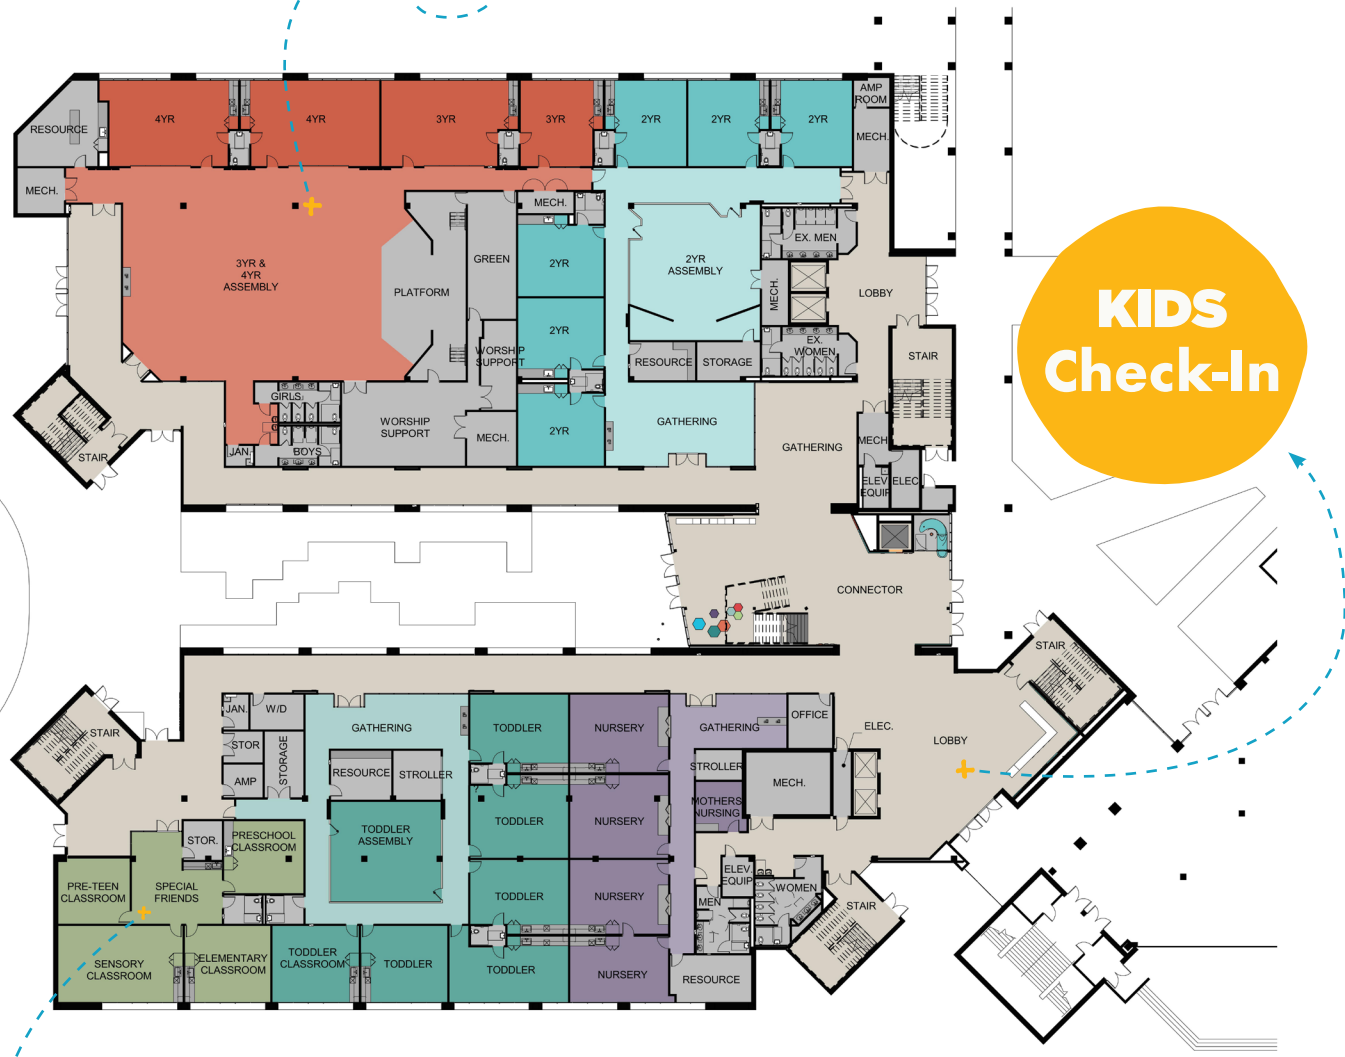 AMP
ROOM
RESOURCE
4YR
4YR
3YR
3YR
2YR
2YR
2YR
MECH.
MECH.
MECH.
EX. MEN
3YR &
4YR
ASSEMBLY
PLATFORM
GREEN
2YR
2YR
ASSEMBLY
MECH.
LOBBY
KIDS
Check-In
WORSHIP
SUPPORT
2YR
RESOURCE
STORAGE
EX.
WOMEN
STAIR
GIRLS
WORSHIP
SUPPORT
MECH.
2YR
GATHERING
GATHERING
MECH.
STAIR
JAN.
BOYS
ELEV.
EQUIP
ELEC
CONNECTOR
STAIR
STAIR
JAN.
W/D
GATHERING
TODDLER
NURSERY
GATHERING
OFFICE
ELEC.
LOBBY
STOR
STORAGE
AMP
RESOURCE
STROLLER
STROLLER
MECH.
MOTHERS
NURSING
TODDLER
ASSEMBLY
TODDLER
NURSERY
STOR.
PRESCHOOL
CLASSROOM
PRE-TEEN
CLASSROOM
SPECIAL
FRIENDS
TODDLER
NURSERY
ELEV.
EQUIP
MEN
WOMEN
STAIR
SENSORY
CLASSROOM
ELEMENTARY
CLASSROOM
TODDLER
CLASSROOM
TODDLER
TODDLER
NURSERY
RESOURCE